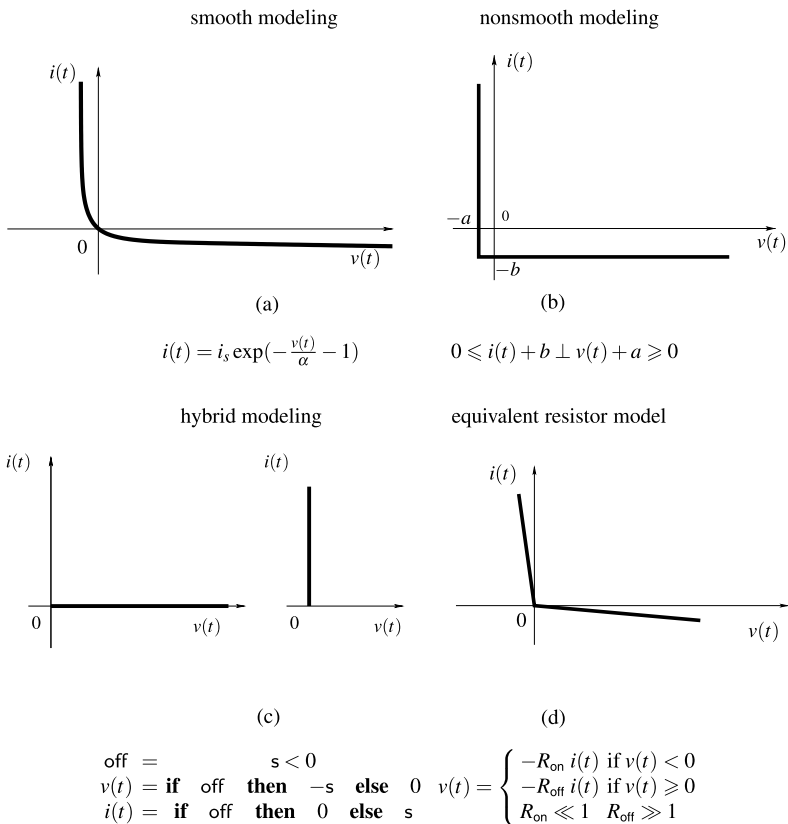 smooth modeling
nonsmooth modeling
i(t)
0
v(t)
(a)
i(t)
−a
0
v(t)
−b
(b)
i(t) = i_s exp(−v(t)/α − 1)
0 ⩽ i(t) + b ⊥ v(t) + a ⩾ 0
hybrid modeling
equivalent resistor model
i(t)
0
v(t)
i(t)
0
v(t)
(c)
i(t)
0
v(t)
(d)
off = s < 0
v(t) = if off then −s else 0
i(t) = if off then 0 else s
v(t) = { −R_on i(t) if v(t) < 0
−R_off i(t) if v(t) ⩾ 0
R_on ≪ 1 R_off ≫ 1